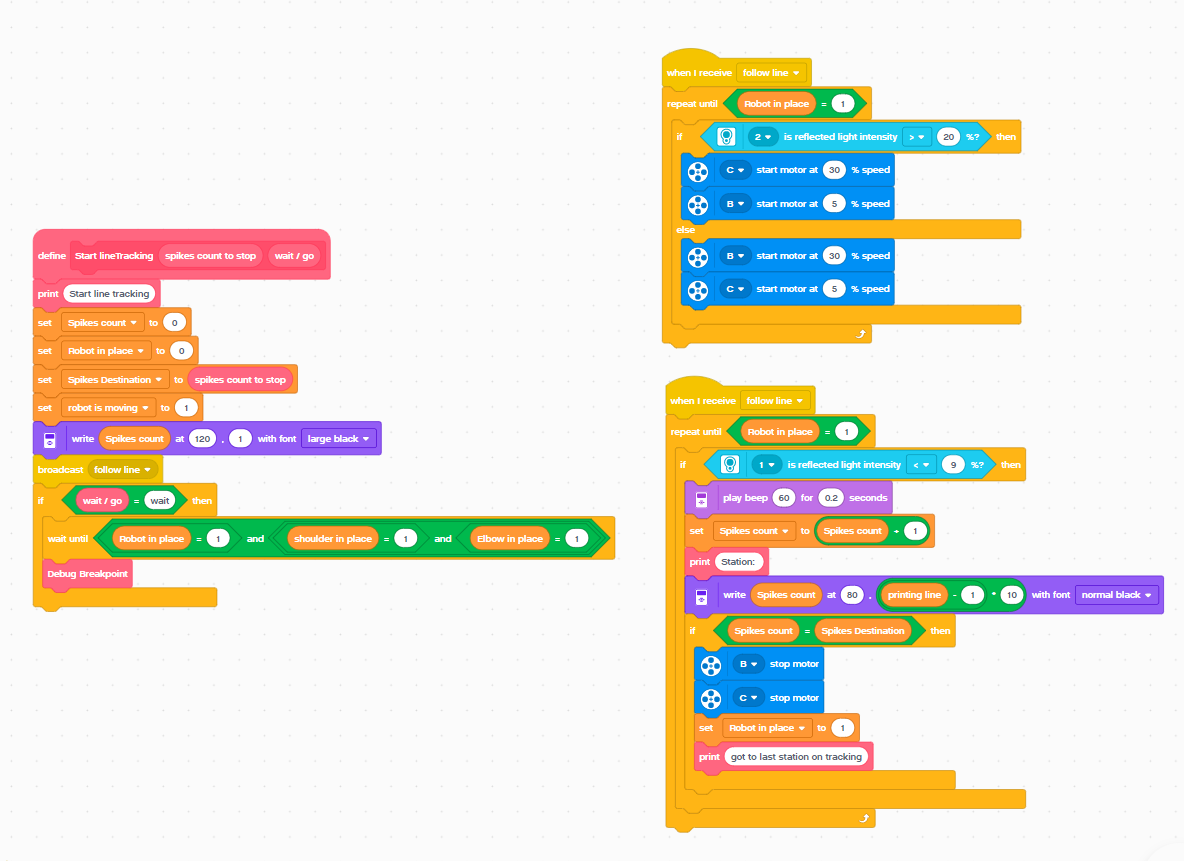 define Start lineTracking spikes count to stop wait / go
print Start line tracking
set Spikes count to 0
set Robot in place to 0
set Spikes Destination to spikes count to stop
set robot is moving to 1
write Spikes count at 120 , 1 with font large black
broadcast follow line
if wait / go = wait then
wait until Robot in place = 1 and shoulder in place = 1 and Elbow in place = 1
Debug Breakpoint
when I receive follow line
repeat until Robot in place = 1
if 2 is reflected light intensity > 20 %? then
C start motor at 30 % speed
B start motor at 5 % speed
else
B start motor at 30 % speed
C start motor at 5 % speed
when I receive follow line
repeat until Robot in place = 1
if 1 is reflected light intensity < 9 %? then
play beep 60 for 0.2 seconds
set Spikes count to Spikes count + 1
print Station:
write Spikes count at 80 , printing line - 1 * 10 with font normal black
if Spikes count = Spikes Destination then
B stop motor
C stop motor
set Robot in place to 1
print got to last station on tracking